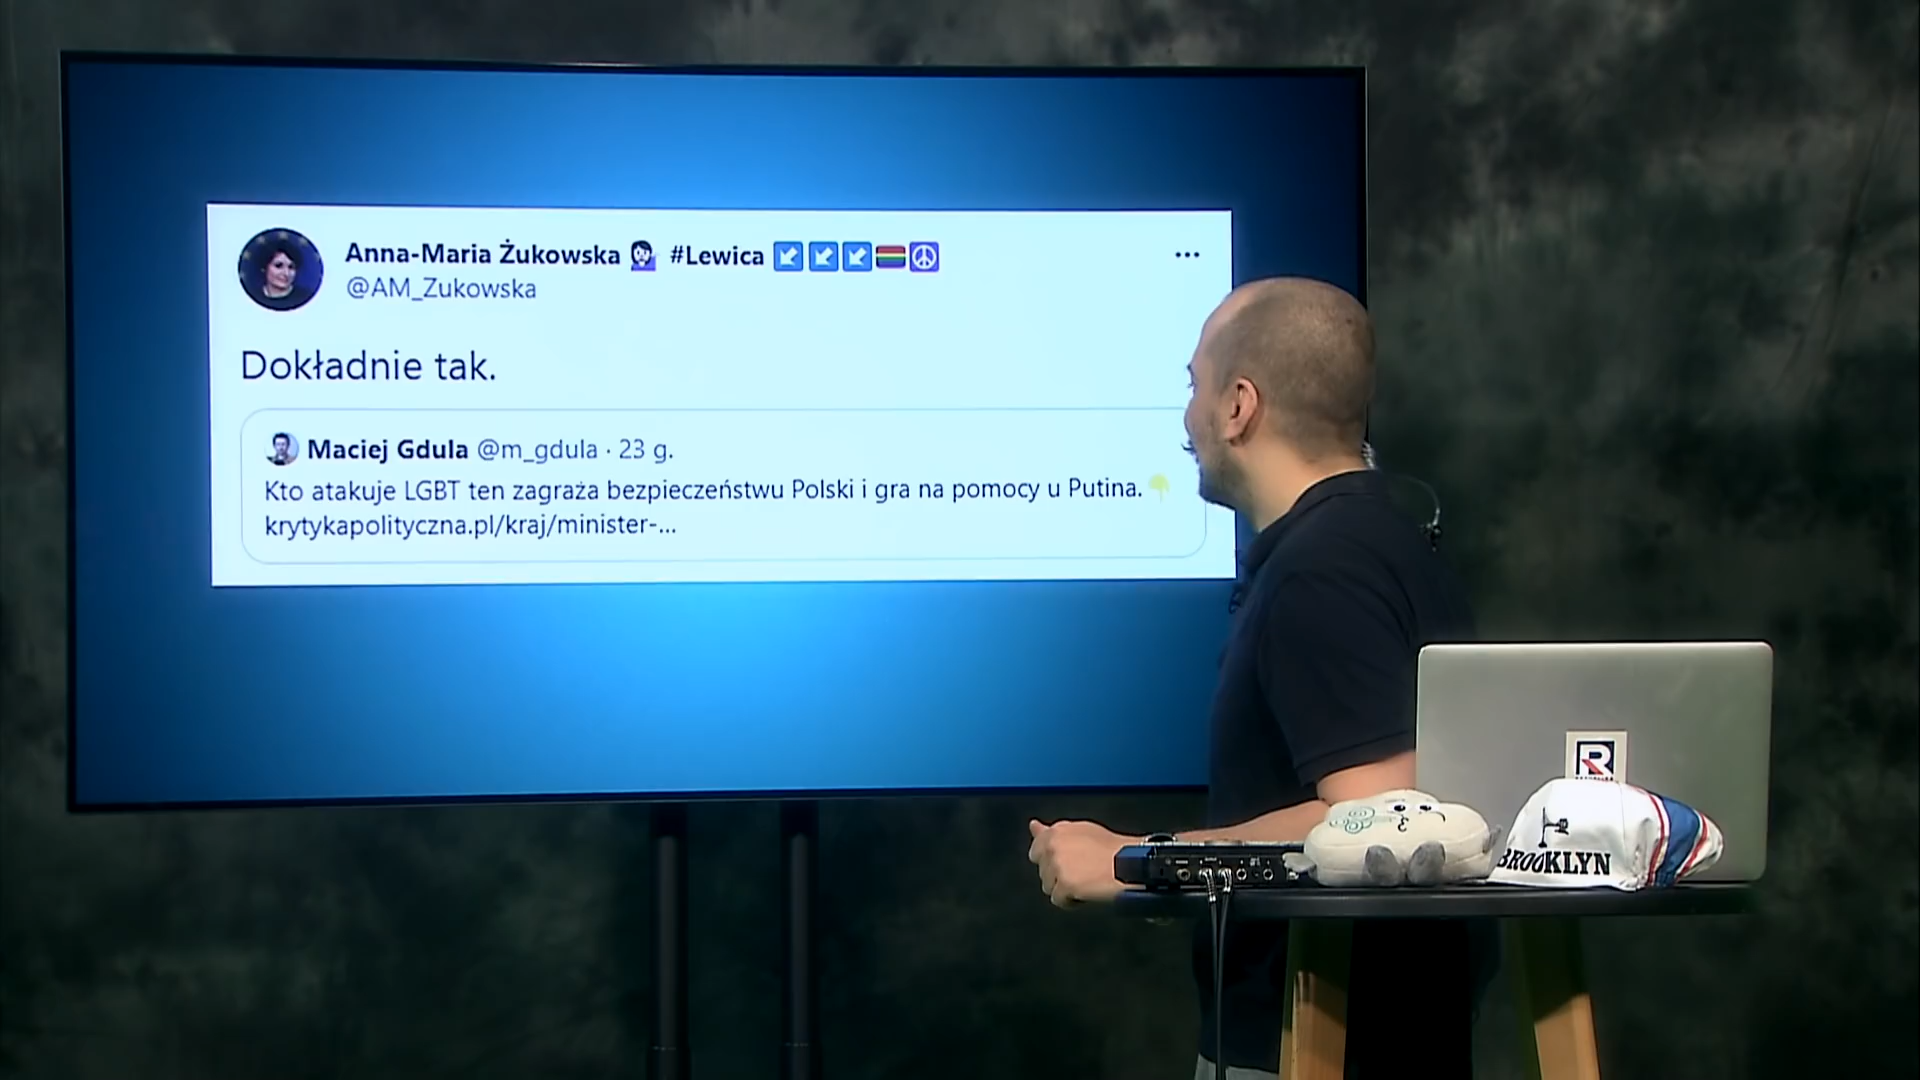 Anna-Maria Żukowska 💁🏻‍♀️ #Lewica ↙️↙️↙️🏳️‍🌈☮️
@AM_Zukowska
Dokładnie tak.
Maciej Gdula @m_gdula · 23 g.
Kto atakuje LGBT ten zagraża bezpieczeństwu Polski i gra na pomocy u Putina.👇
krytykapolityczna.pl/kraj/minister-...
R
BROOKLYN